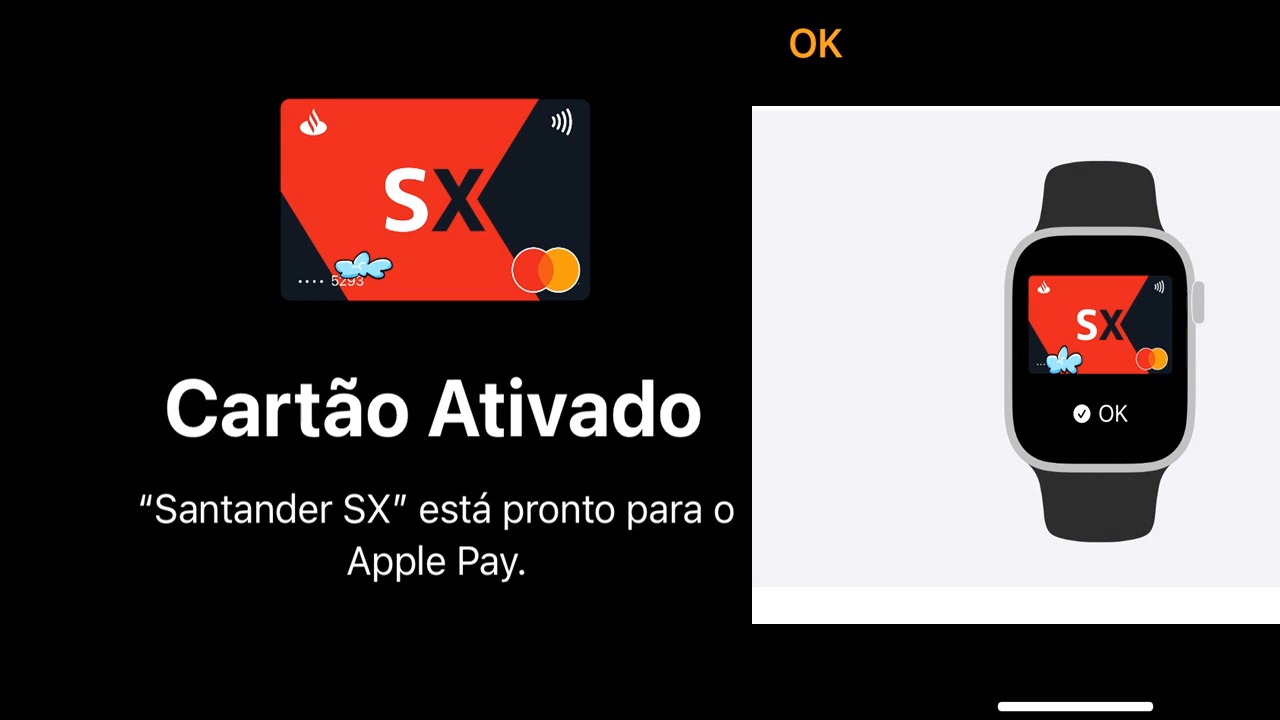 OK
SX
•••• 5293
Cartão Ativado
“Santander SX” está pronto para o
Apple Pay.
SX
OK